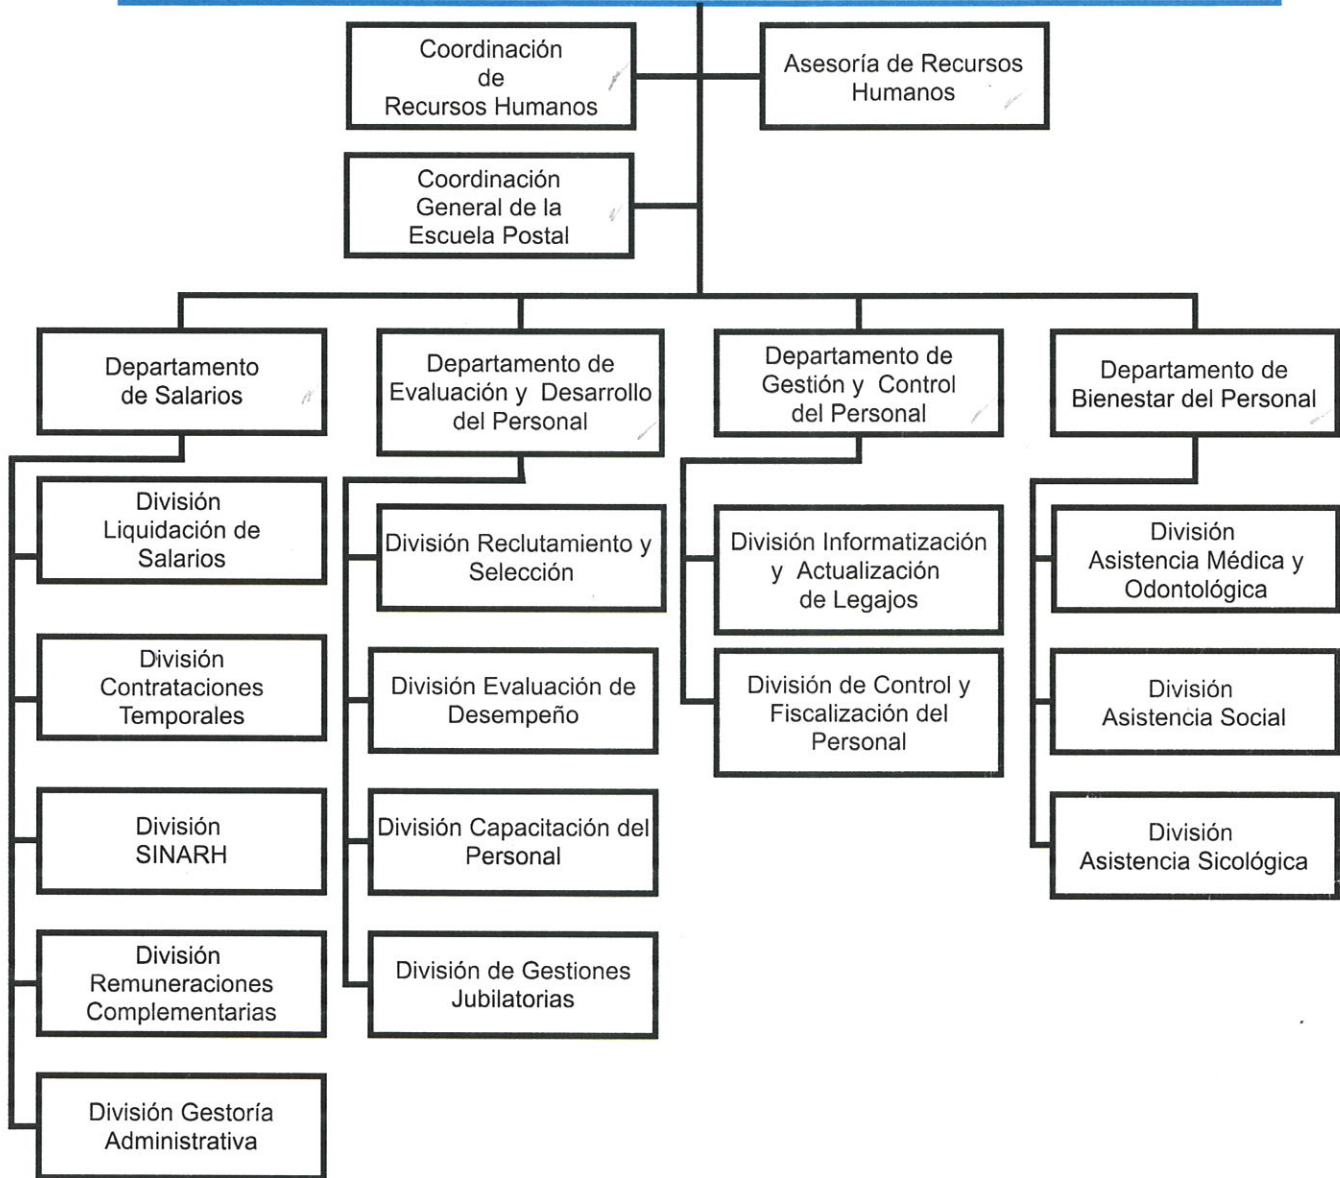 Coordinación
de
Recursos Humanos
Asesoría de Recursos
Humanos
Coordinación
General de la
Escuela Postal
Departamento
de Salarios
Departamento de
Evaluación y Desarrollo
del Personal
Departamento de
Gestión y Control
del Personal
Departamento de
Bienestar del Personal
División
Liquidación de
Salarios
División
Contrataciones
Temporales
División
SINARH
División
Remuneraciones
Complementarias
División Gestoría
Administrativa
División Reclutamiento y
Selección
División Evaluación de
Desempeño
División Capacitación del
Personal
División de Gestiones
Jubilatorias
División Informatización
y Actualización
de Legajos
División de Control y
Fiscalización del
Personal
División
Asistencia Médica y
Odontológica
División
Asistencia Social
División
Asistencia Sicológica